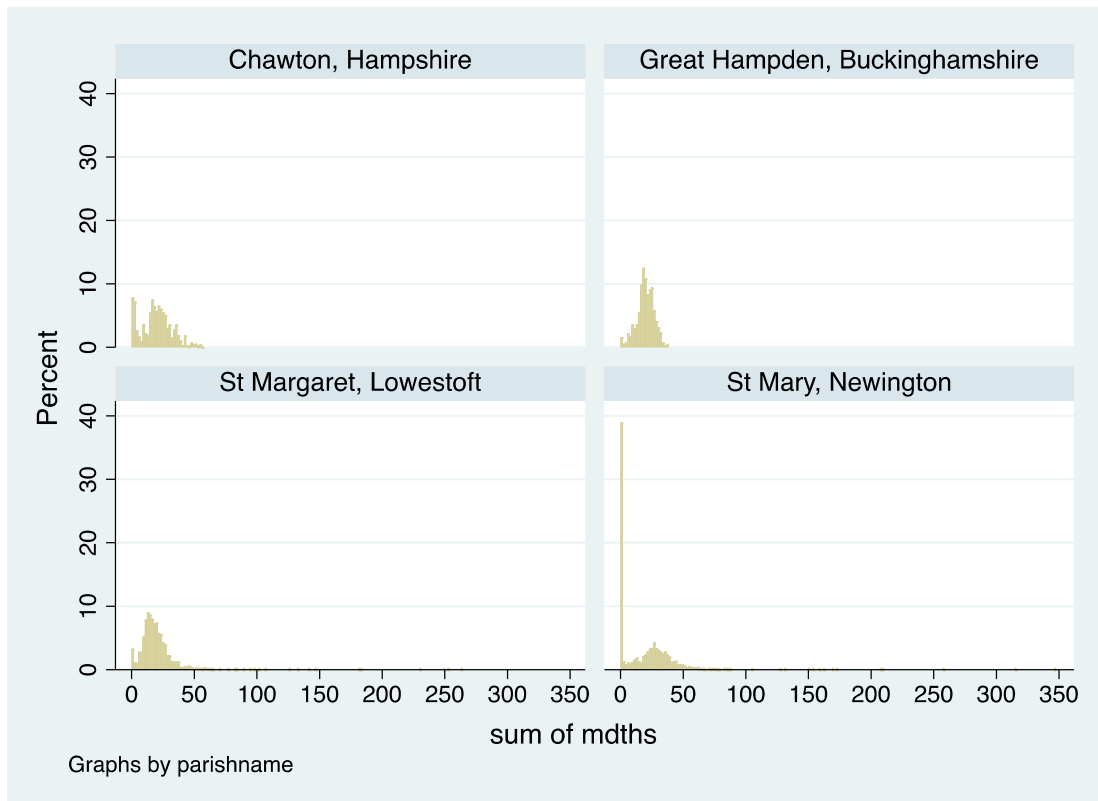 Chawton, Hampshire
Great Hampden, Buckinghamshire
40
30
20
10
0
St Margaret, Lowestoft
St Mary, Newington
Percent
40
30
20
10
0
0 50 100 150 200 250 300 350
0 50 100 150 200 250 300 350
sum of mdths
Graphs by parishname